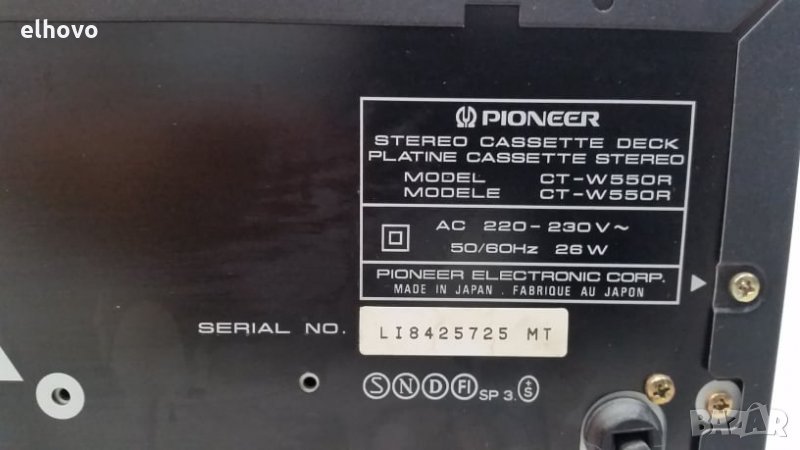 elhovo
PIONEER
STEREO CASSETTE DECK
PLATINE CASSETTE STEREO
MODEL CT-W550R
MODELE CT-W550R
AC 220-230V~
50/60Hz 26W
PIONEER ELECTRONIC CORP.
MADE IN JAPAN . FABRIQUE AU JAPON
SERIAL NO. LI8425725 MT
S N D FI SP 3. ±S
BAZAR